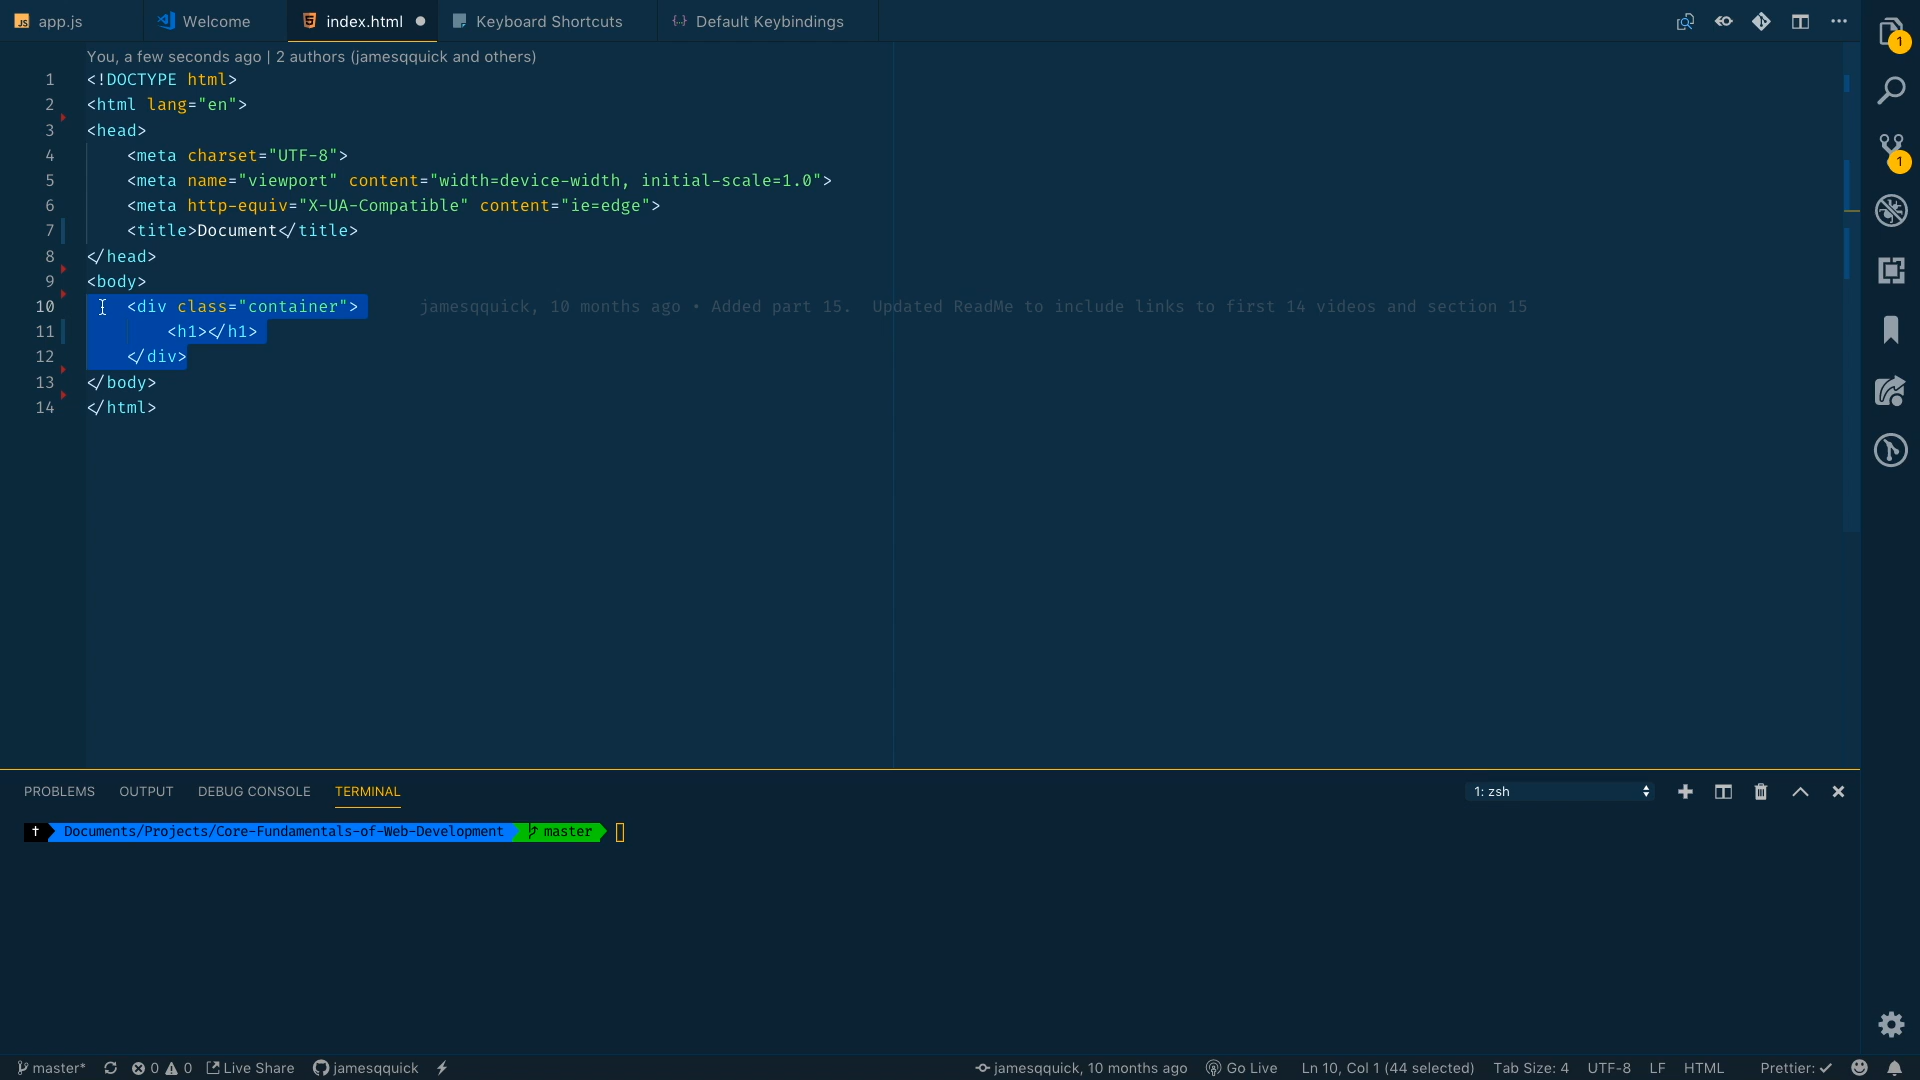 app.js Welcome index.html Keyboard Shortcuts Default Keybindings
You, a few seconds ago | 2 authors (jamesqquick and others)
1 <!DOCTYPE html>
2 <html lang="en">
3 <head>
4 <meta charset="UTF-8">
5 <meta name="viewport" content="width=device-width, initial-scale=1.0">
6 <meta http-equiv="X-UA-Compatible" content="ie=edge">
7 <title>Document</title>
8 </head>
9 <body>
10 <div class="container"> jamesqquick, 10 months ago • Added part 15. Updated ReadMe to include links to first 14 videos and section 15
11 <h1></h1>
12 </div>
13 </body>
14 </html>
1
1
PROBLEMS OUTPUT DEBUG CONSOLE TERMINAL 1: zsh
Documents/Projects/Core-Fundamentals-of-Web-Development master
master* 0 0 Live Share jamesqquick jamesqquick, 10 months ago Go Live Ln 10, Col 1 (44 selected) Tab Size: 4 UTF-8 LF HTML Prettier: ✓